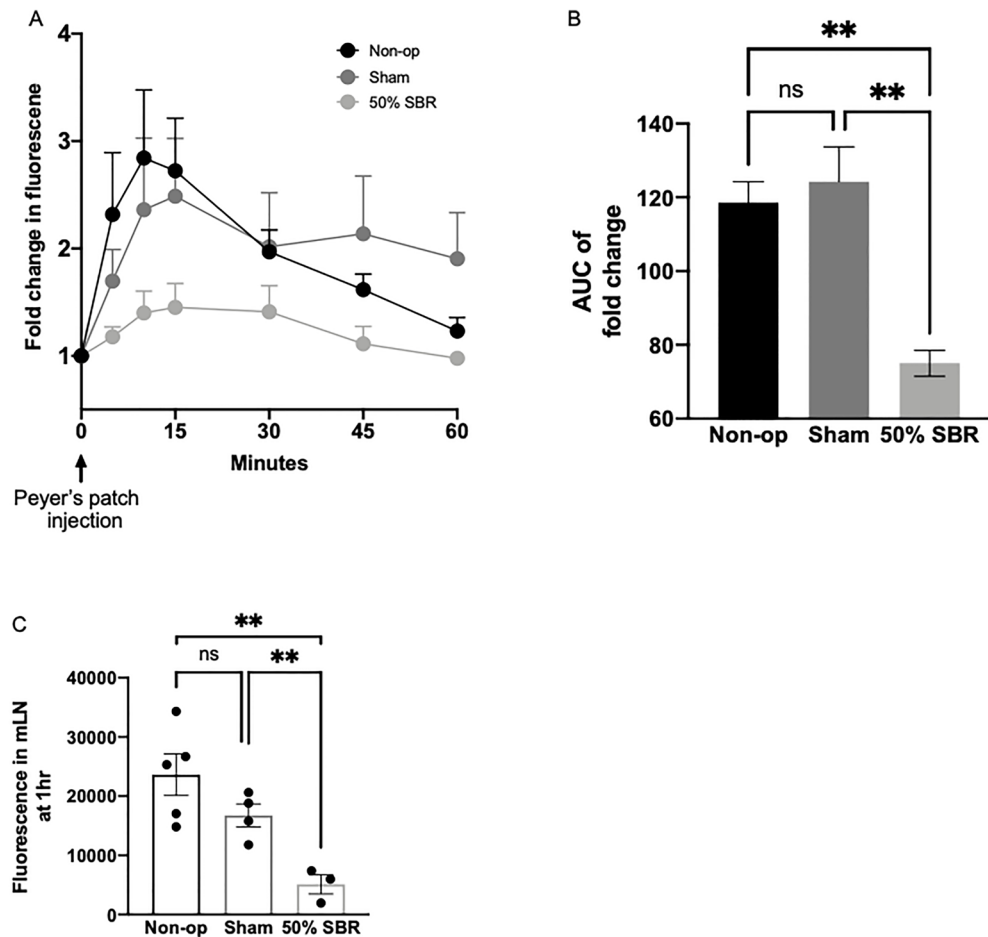 A
4
3
2
1
Fold change in fluorescene
Non-op
Sham
50% SBR
0
15
30
45
60
Minutes
Peyer's patch
injection
B
**
ns
**
140
120
100
80
60
AUC of
fold change
Non-op
Sham
50% SBR
C
**
ns
**
40000
30000
20000
10000
0
Fluorescence in mLN
at 1hr
Non-op
Sham
50% SBR